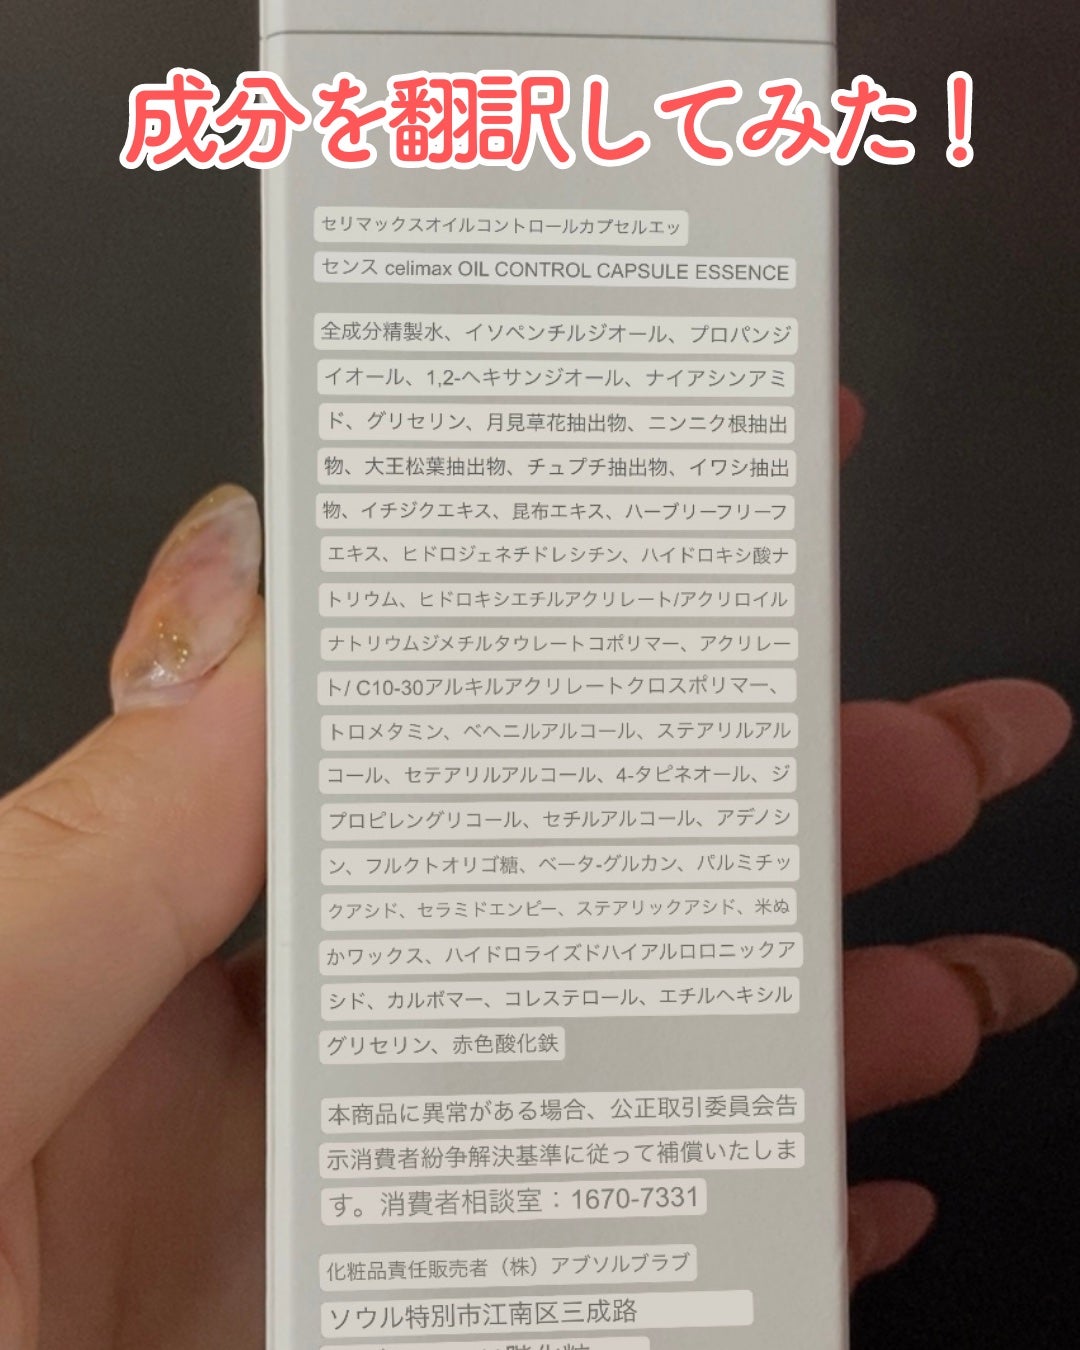 成分を翻訳してみた！
セリマックスオイルコントロールカプセルエッ
センス celimax OIL CONTROL CAPSULE ESSENCE
全成分精製水、イソペンチルジオール、プロパンジ
イオール、1,2-ヘキサンジオール、ナイアシンアミ
ド、グリセリン、月見草花抽出物、ニンニク根抽出
物、大王松葉抽出物、チュプチ抽出物、イワシ抽出
物、イチジクエキス、昆布エキス、ハーブリーフリーフ
エキス、ヒドロジェネチドレシチン、ハイドロキシ酸ナ
トリウム、ヒドロキシエチルアクリレート/アクリロイル
ナトリウムジメチルタウレートコポリマー、アクリレー
ト/ C10-30アルキルアクリレートクロスポリマー、
トロメタミン、ベヘニルアルコール、ステアリルアル
コール、セテアリルアルコール、4-タピネオール、ジ
プロピレングリコール、セチルアルコール、アデノシ
ン、フルクトオリゴ糖、ベータ-グルカン、パルミチッ
クアシド、セラミドエンピー、ステアリックアシド、米ぬ
かワックス、ハイドロライズドハイアルロロニックア
シド、カルボマー、コレステロール、エチルヘキシル
グリセリン、赤色酸化鉄
本商品に異常がある場合、公正取引委員会告
示消費者紛争解決基準に従って補償いたしま
す。消費者相談室：1670-7331
化粧品責任販売者（株）アブソルブラブ
ソウル特別市江南区三成路